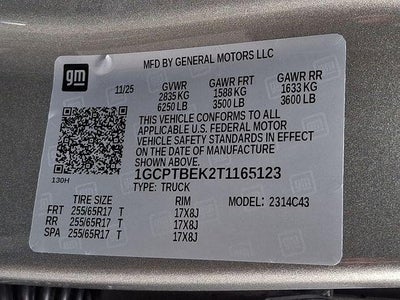 gm
MFD BY GENERAL MOTORS LLC
11/25 GVWR GAWR FRT GAWR RR
2835 KG 1588 KG 1633 KG
6250 LB 3500 LB 3600 LB
THIS VEHICLE CONFORMS TO ALL
APPLICABLE U.S. FEDERAL MOTOR
VEHICLE SAFETY STANDARDS IN EFFECT
ON THE DATE OF MANUFACTURE
SHOWN ABOVE.
130H
1GCPTBEK2T1165123
TYPE: TRUCK
TIRE SIZE RIM MODEL: 2314C43
FRT 255/65R17 T 17X8J
RR 255/65R17 T 17X8J
SPA 255/65R17 T 17X8J